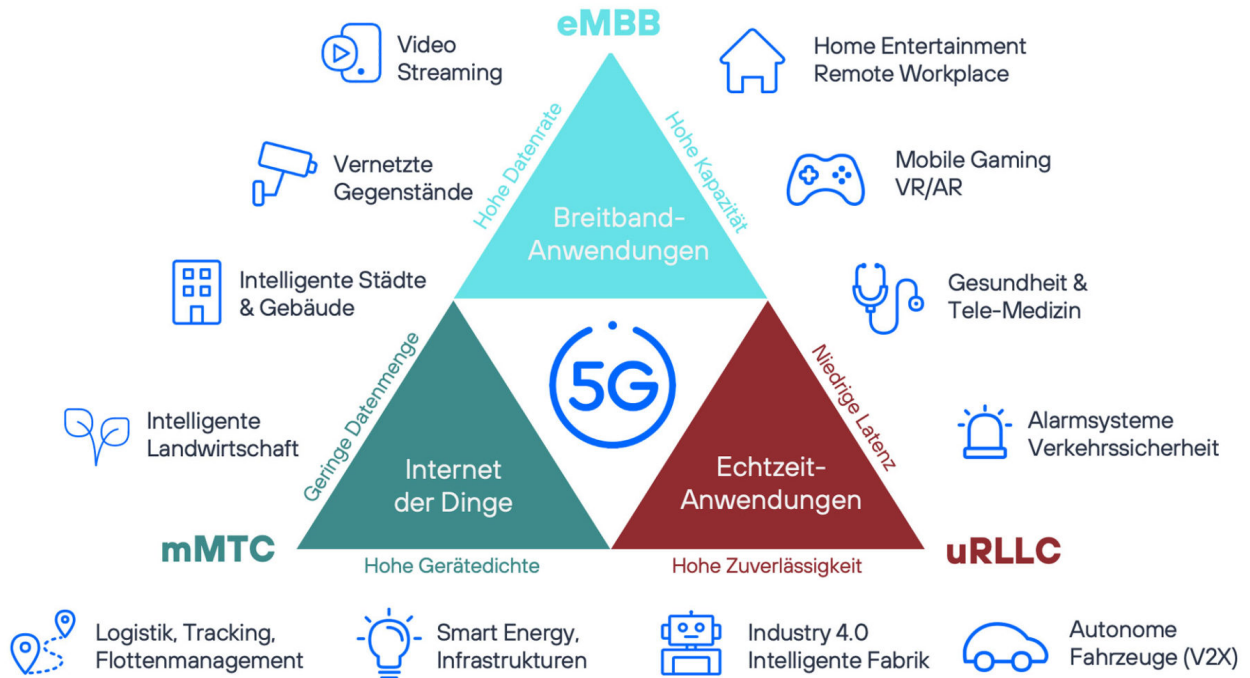 eMBB
Video
Streaming
Home Entertainment
Remote Workplace
Hohe Datenrate
Hohe Kapazität
Vernetzte
Gegenstände
Mobile Gaming
VR/AR
Breitband-
Anwendungen
Intelligente Städte
& Gebäude
Gesundheit &
Tele-Medizin
5G
Geringe Datenmenge
Niedrige Latenz
Intelligente
Landwirtschaft
Alarmsysteme
Verkehrssicherheit
Internet
der Dinge
Echtzeit-
Anwendungen
mMTC
uRLLC
Hohe Gerätedichte
Hohe Zuverlässigkeit
Logistik, Tracking,
Flottenmanagement
Smart Energy,
Infrastrukturen
Industry 4.0
Intelligente Fabrik
Autonome
Fahrzeuge (V2X)